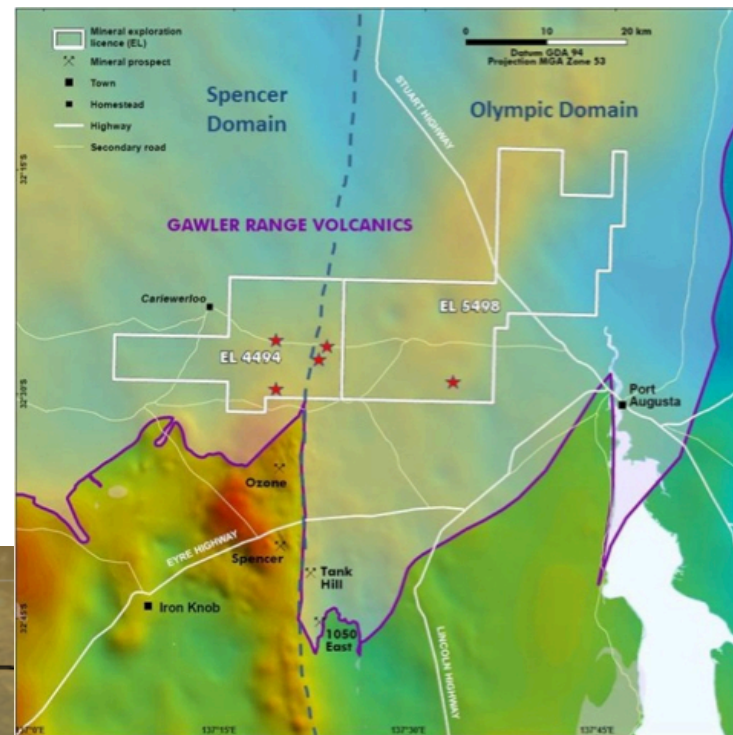 Mineral exploration
licence (EL)
Mineral prospect
Town
Homestead
Highway
Secondary road
0 10 20 km
Datum GDA 94
Projection MGA Zone 53
Spencer
Domain
Olympic Domain
STUART HIGHWAY
32°15'S
GAWLER RANGE VOLCANICS
Cariewerloo
EL 5498
EL 4494
32°30'S
Port
Augusta
Ozone
EYRE HIGHWAY
Spencer
Tank
Hill
Iron Knob
32°45'S
1050
East
LINCOLN HIGHWAY
137°0'E
137°15'E
137°30'E
137°45'E